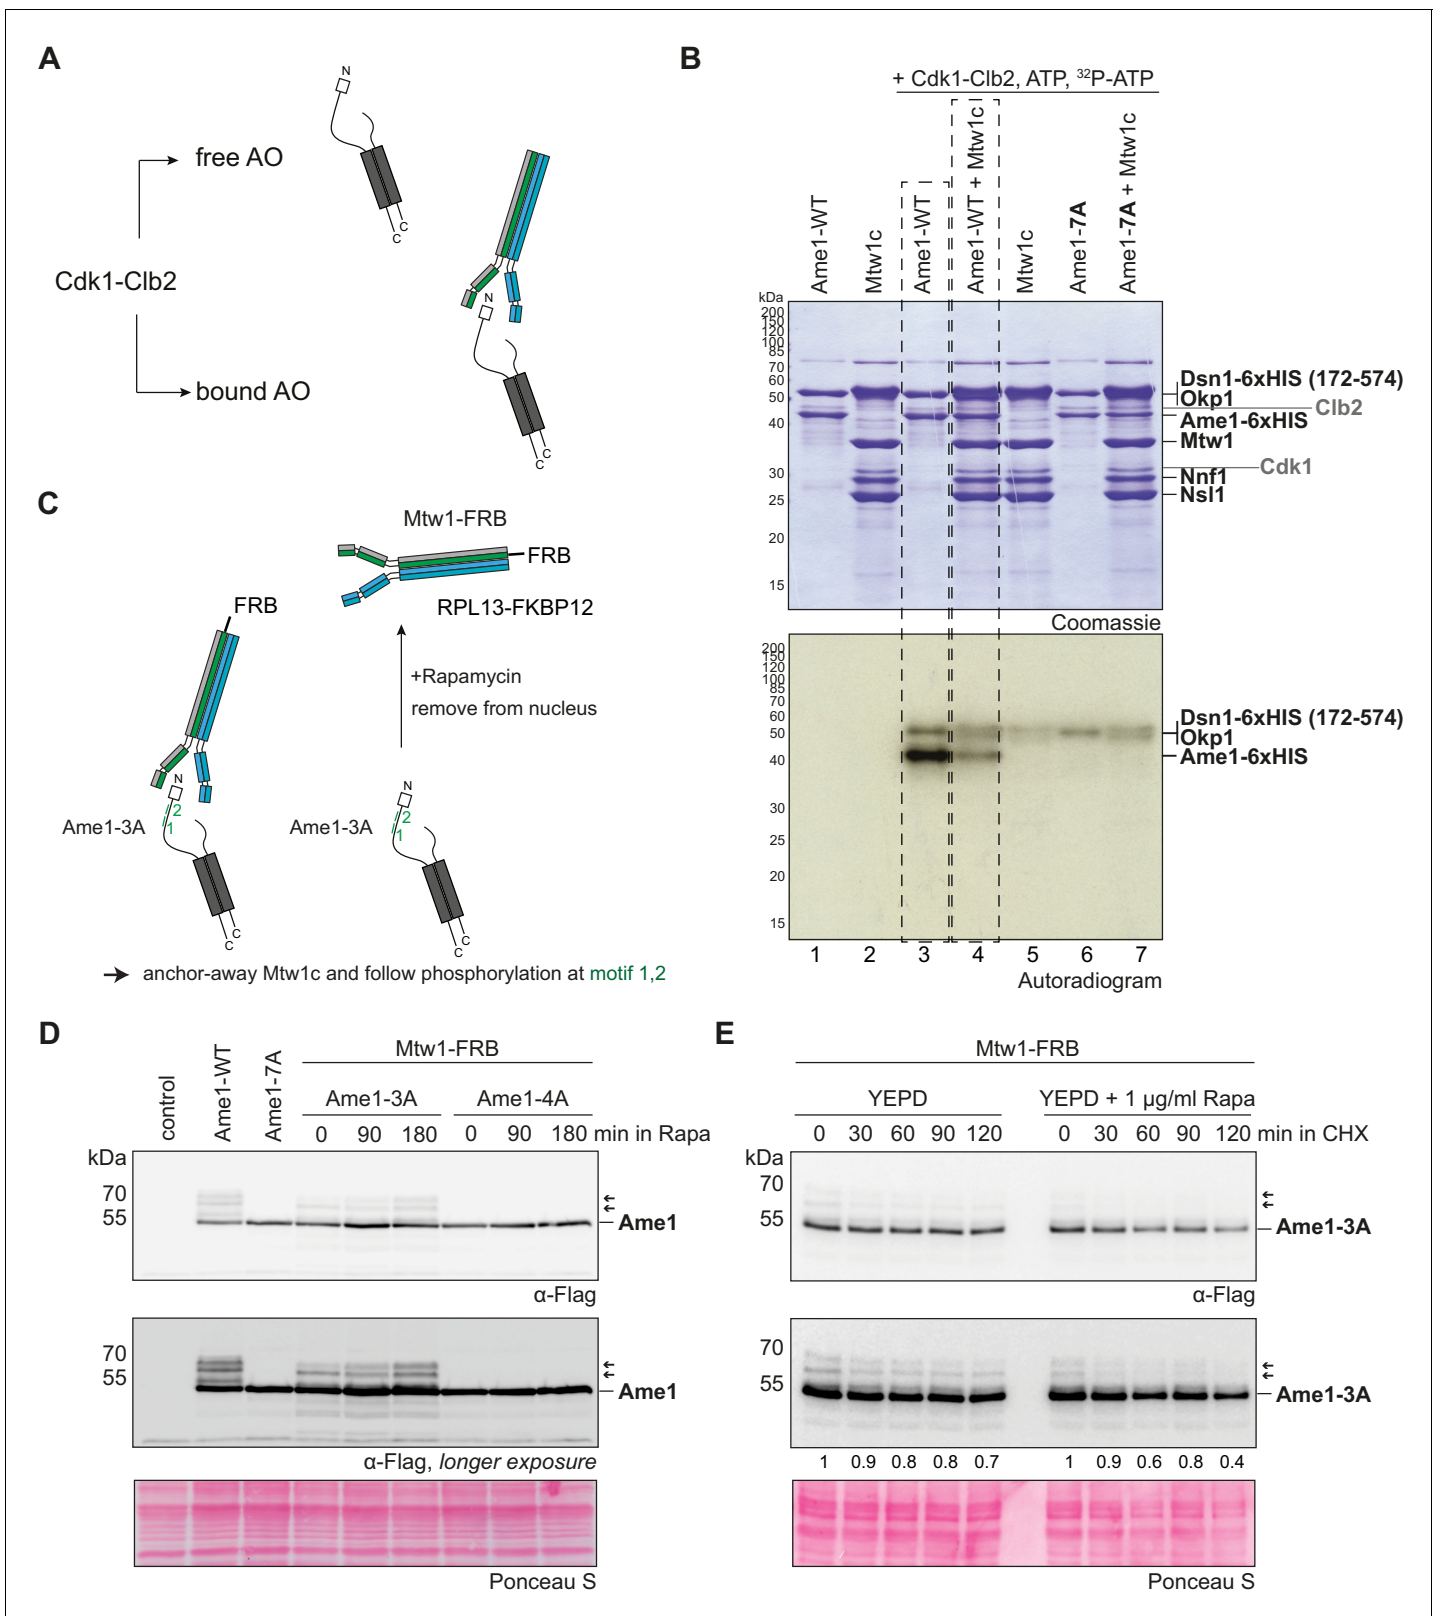 A
N
free AO
C
C
Cdk1-Clb2
N
bound AO
C
C
B
+ Cdk1-Clb2, ATP, ³²P-ATP
Ame1-WT
Mtw1c
Ame1-WT
Ame1-WT + Mtw1c
Mtw1c
Ame1-7A
Ame1-7A + Mtw1c
kDa
200
150
120
100
85
70
60
50
40
30
25
20
15
Dsn1-6xHIS (172-574)
Okp1
Clb2
Ame1-6xHIS
Mtw1
Cdk1
Nnf1
Nsl1
Coomassie
200
150
120
100
85
70
60
50
40
30
25
20
15
Dsn1-6xHIS (172-574)
Okp1
Ame1-6xHIS
1 2 3 4 5 6 7
Autoradiogram
C
Mtw1-FRB
FRB
RPL13-FKBP12
FRB
+Rapamycin
remove from nucleus
N
2
1
Ame1-3A
C
C
N
2
1
Ame1-3A
C
C
anchor-away Mtw1c and follow phosphorylation at motif 1,2
D
control
Ame1-WT
Ame1-7A
Mtw1-FRB
Ame1-3A Ame1-4A
0 90 180 0 90 180 min in Rapa
kDa
70
55
Ame1
α-Flag
70
55
Ame1
α-Flag, longer exposure
Ponceau S
E
Mtw1-FRB
YEPD YEPD + 1 µg/ml Rapa
0 30 60 90 120 0 30 60 90 120 min in CHX
kDa
70
55
Ame1-3A
α-Flag
70
55
Ame1-3A
1 0.9 0.8 0.8 0.7 1 0.9 0.6 0.8 0.4
Ponceau S